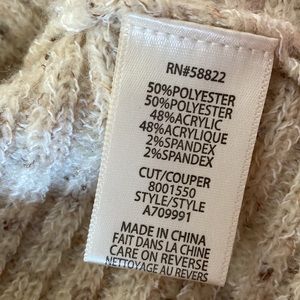 RN#58822
50%POLYESTER
50%POLYESTER
48%ACRYLIC
48%ACRYLIQUE
2%SPANDEX
2%SPANDEX
CUT/COUPER
8001550
STYLE/STYLE
A709991
MADE IN CHINA
FAIT DANS LA CHINE
CARE ON REVERSE
NETTOYAGE AU REVERS